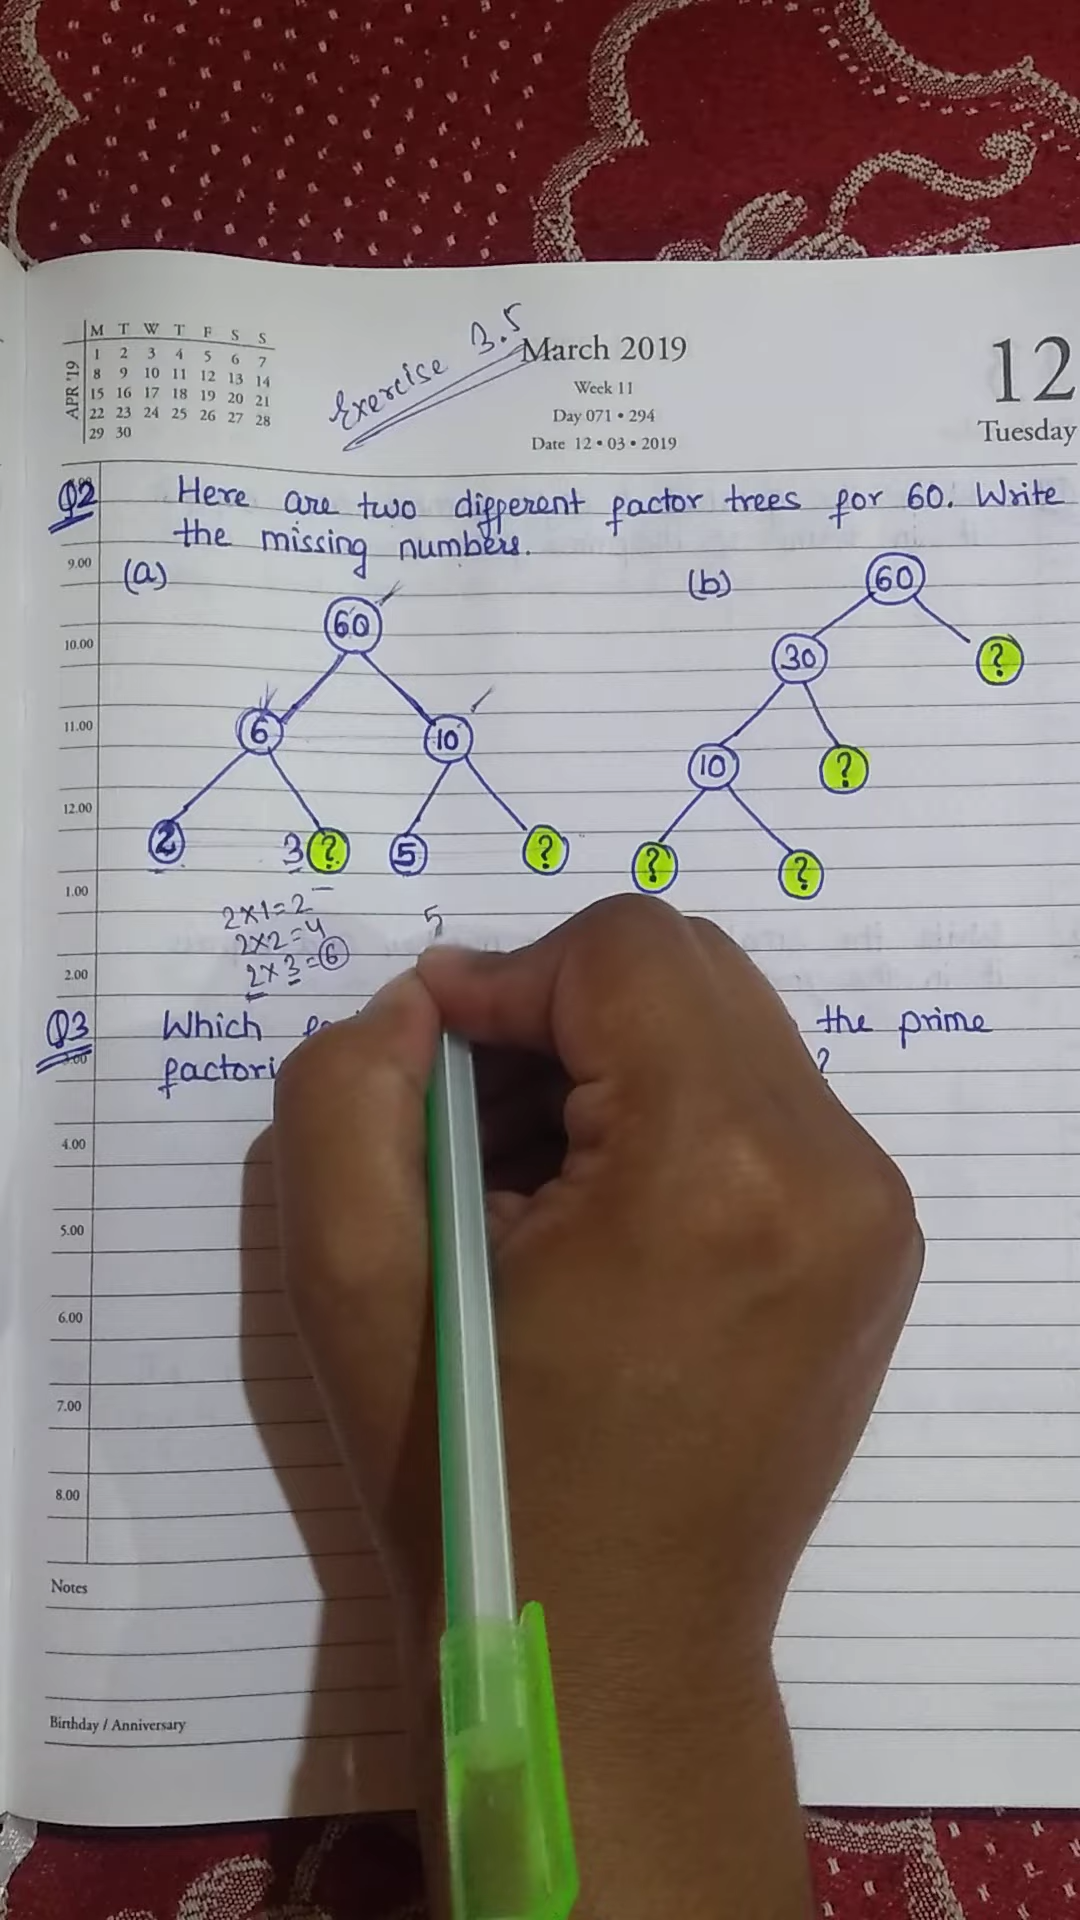 M T W T F S S
APR '19
1 2 3 4 5 6 7
8 9 10 11 12 13 14
15 16 17 18 19 20 21
22 23 24 25 26 27 28
29 30
Exercise 3.5
March 2019
Week 11
Day 071 • 294
Date 12 • 03 • 2019
12
Tuesday
Q2 Here are two different factor trees for 60. Write
the missing numbers.
9.00
(a)
(b)
60
60
10.00
30
?
11.00
6
10
10
?
12.00
2
3
?
5
?
?
?
1.00
2×1=2
5
2×2=4
2×3=6
2.00
Q3 Which the prime
factori ?
3.00
4.00
5.00
6.00
7.00
8.00
Notes
Birthday / Anniversary